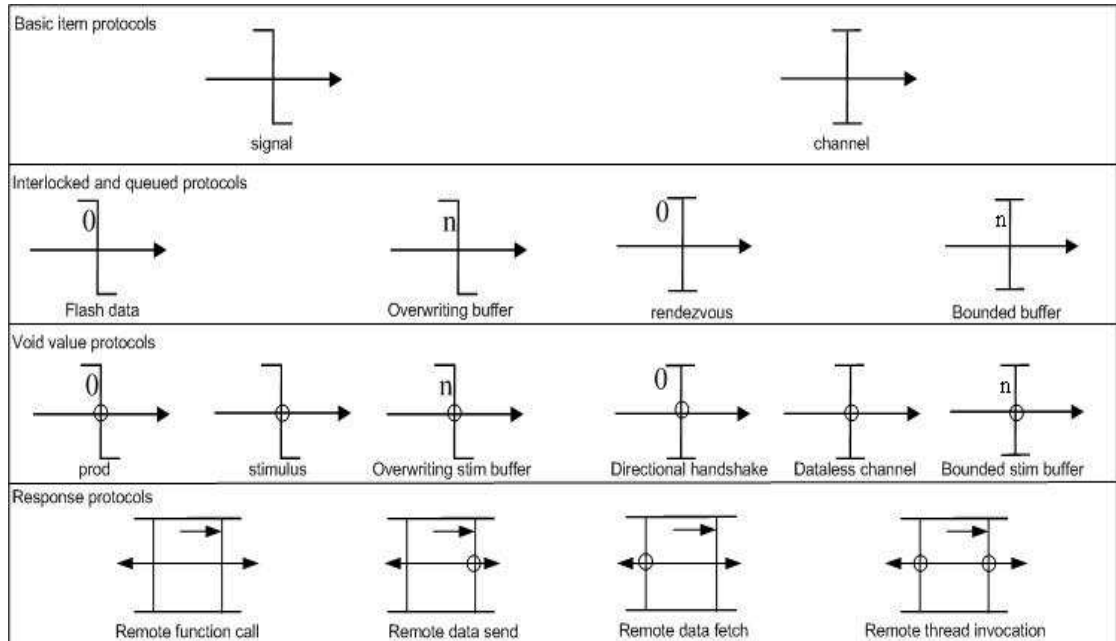 Basic item protocols
signal
channel
Interlocked and queued protocols
0
n
0
n
Flash data
Overwriting buffer
rendezvous
Bounded buffer
Void value protocols
0
n
0
n
prod
stimulus
Overwriting stim buffer
Directional handshake
Dataless channel
Bounded stim buffer
Response protocols
Remote function call
Remote data send
Remote data fetch
Remote thread invocation